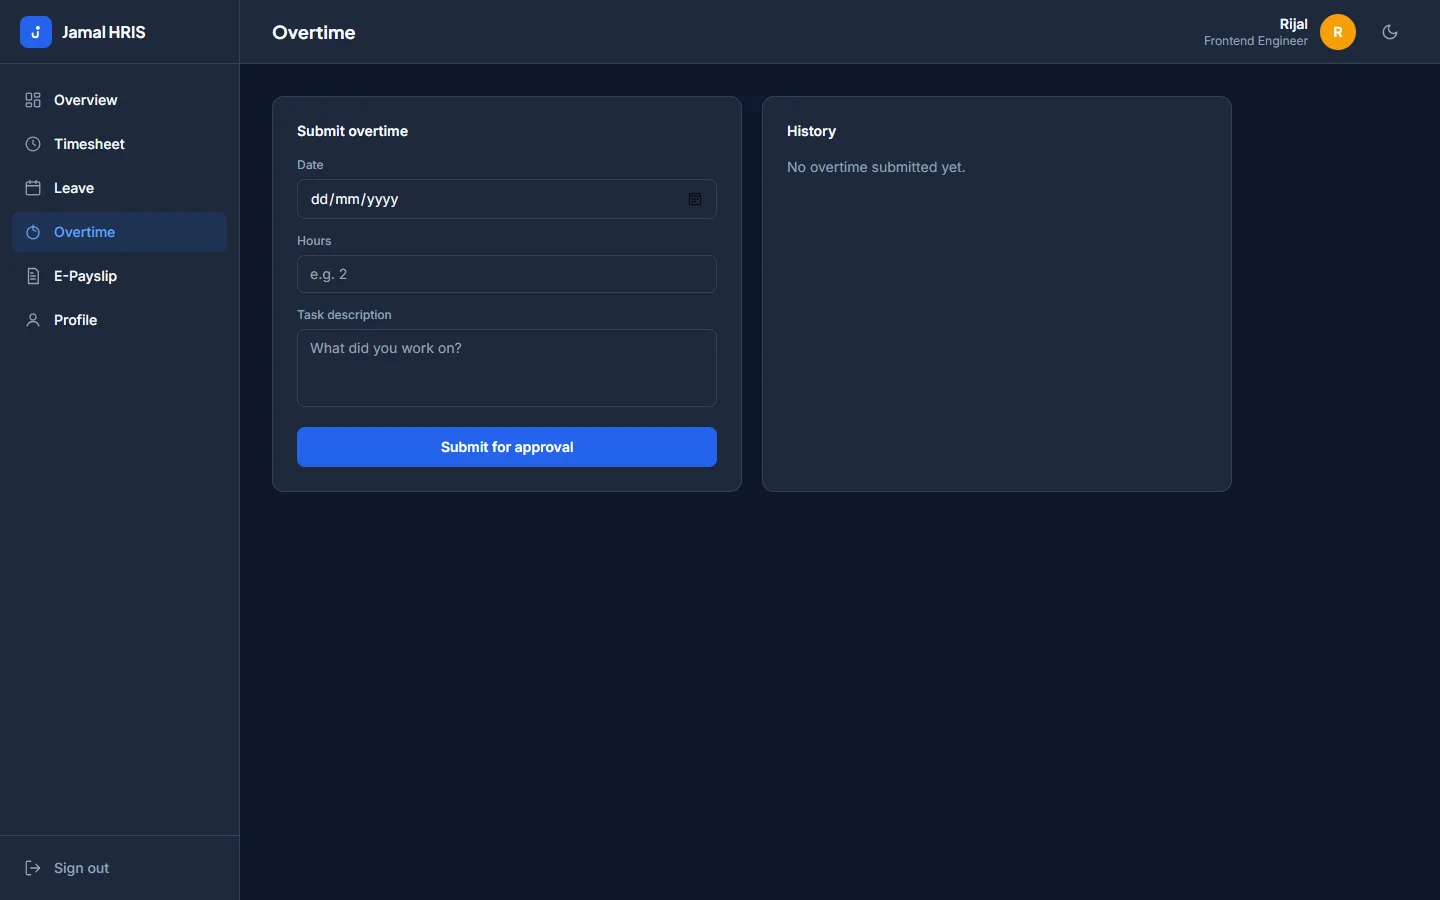 Jamal HRIS
Overtime
Rijal
Frontend Engineer
R
Overview
Timesheet
Leave
Overtime
E-Payslip
Profile
Sign out
Submit overtime
Date
dd/mm/yyyy
Hours
e.g. 2
Task description
What did you work on?
Submit for approval
History
No overtime submitted yet.